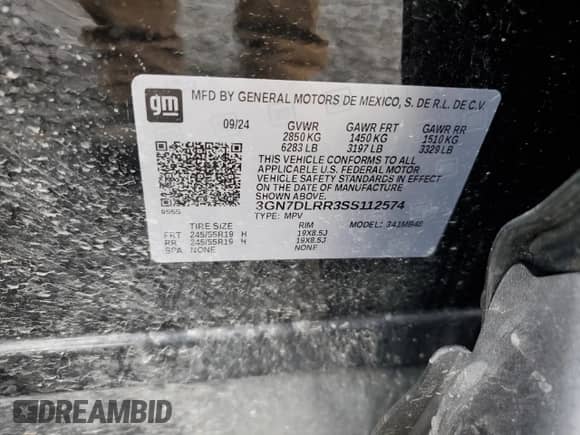 gm
MFD BY GENERAL MOTORS DE MEXICO, S. DE R.L. DE C.V.
09/24 GVWR GAWR FRT GAWR RR
2850 KG 1450 KG 1510 KG
6283 LB 3197 LB 3329 LB
THIS VEHICLE CONFORMS TO ALL
APPLICABLE U.S. FEDERAL MOTOR
VEHICLE SAFETY STANDARDS IN EFFECT
ON THE DATE OF MANUFACTURE
SHOWN ABOVE.
3GN7DLRR3SS112574
TYPE: MPV MODEL:
TIRE SIZE RIM
FRT 245/55R19 H 19X8.5J
RR 245/55R19 H 19X8.5J
SPA NONE NONE
DREAMBID